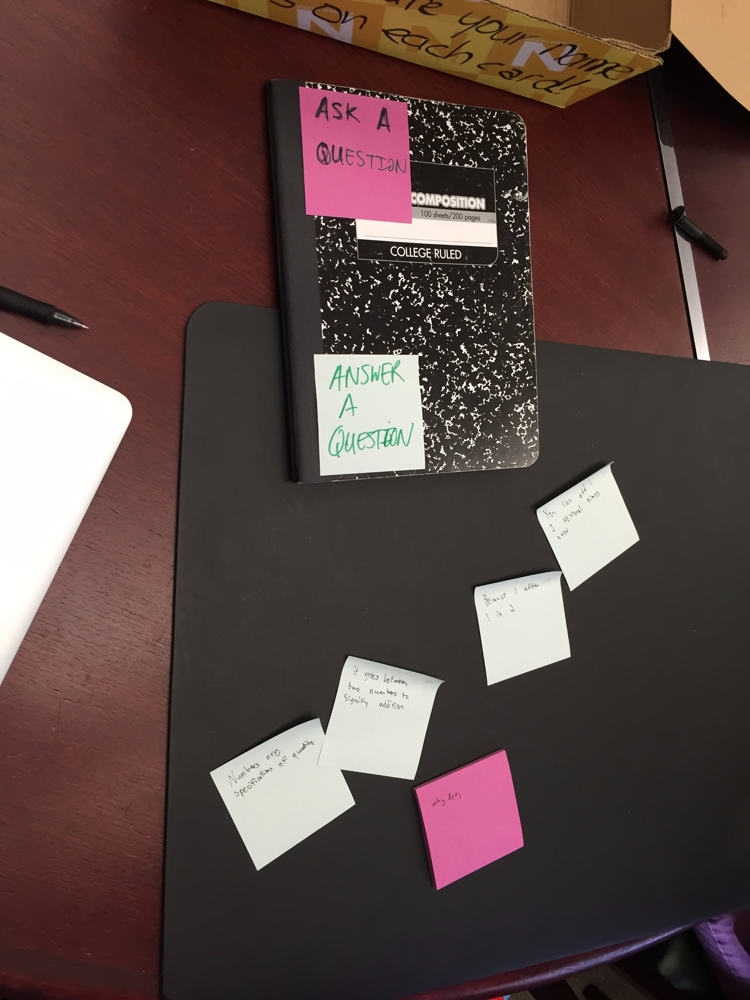 are your name
s on each card!
ASK A
QUESTION
COMPOSITION
100 sheets/200 pages
COLLEGE RULED
ANSWER
A
QUESTION
You can add
1 several times
over
Because 1 after
1 is 2
it goes between
two numbers to
signify addition
Numbers are
specifications of quantity
why does